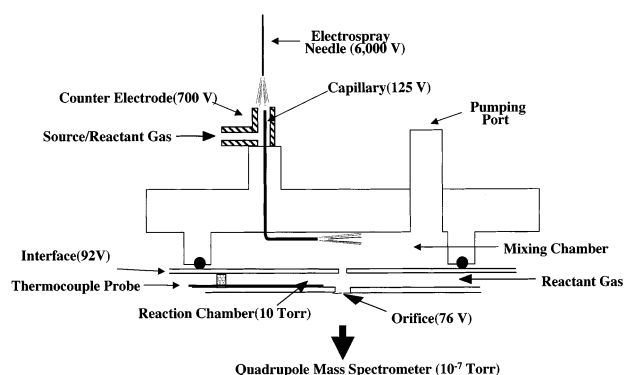 Electrospray
Needle (6,000 V)
Capillary(125 V)
Counter Electrode(700 V)
Pumping
Port
Source/Reactant Gas
Mixing Chamber
Interface(92V)
Reactant Gas
Thermocouple Probe
Reaction Chamber(10 Torr)
Orifice(76 V)
Quadrupole Mass Spectrometer (10⁻⁷ Torr)